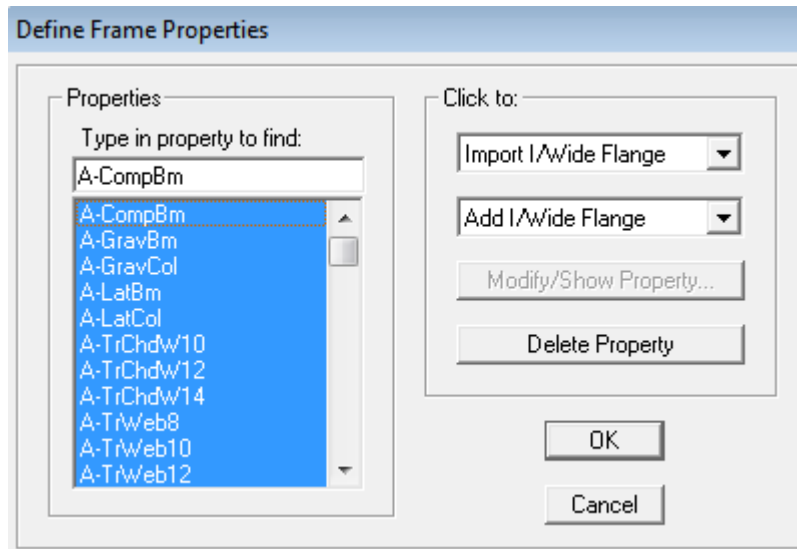 Define Frame Properties
Properties
Type in property to find:
A-CompBm
A-CompBm
A-GravBm
A-GravCol
A-LatBm
A-LatCol
A-TrChdW10
A-TrChdW12
A-TrChdW14
A-TrWeb8
A-TrWeb10
A-TrWeb12
Click to:
Import I/Wide Flange
Add I/Wide Flange
Modify/Show Property...
Delete Property
OK
Cancel